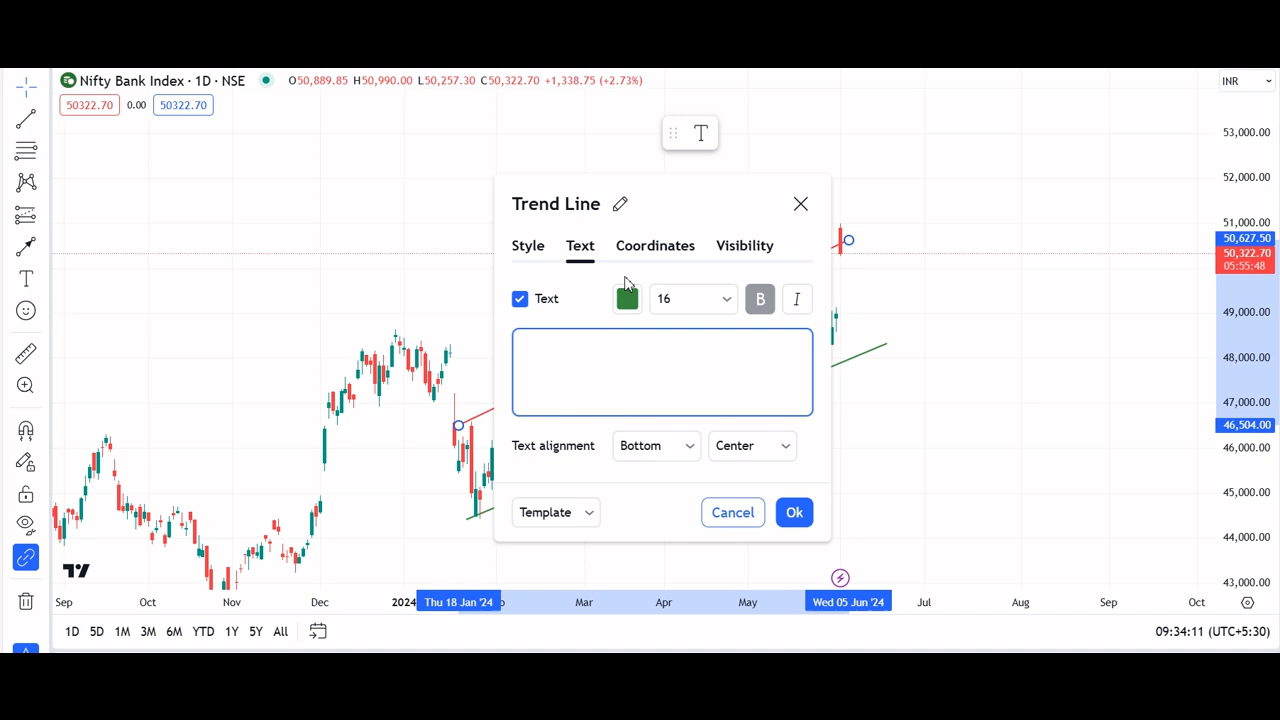 Nifty Bank Index · 1D · NSE
O50,889.85 H50,990.00 L50,257.30 C50,322.70 +1,338.75 (+2.73%)
INR
50322.70 0.00 50322.70
T
53,000.00
52,000.00
51,000.00
50,627.50
50,322.70
05:55:48
49,000.00
48,000.00
47,000.00
46,504.00
46,000.00
45,000.00
44,000.00
43,000.00
Trend Line
Style Text Coordinates Visibility
Text 16 B I
Text alignment Bottom Center
Template Cancel Ok
Sep Oct Nov Dec 2024 Thu 18 Jan '24 Mar Apr May Wed 05 Jun '24 Jul Aug Sep Oct
1D 5D 1M 3M 6M YTD 1Y 5Y All
09:34:11 (UTC+5:30)